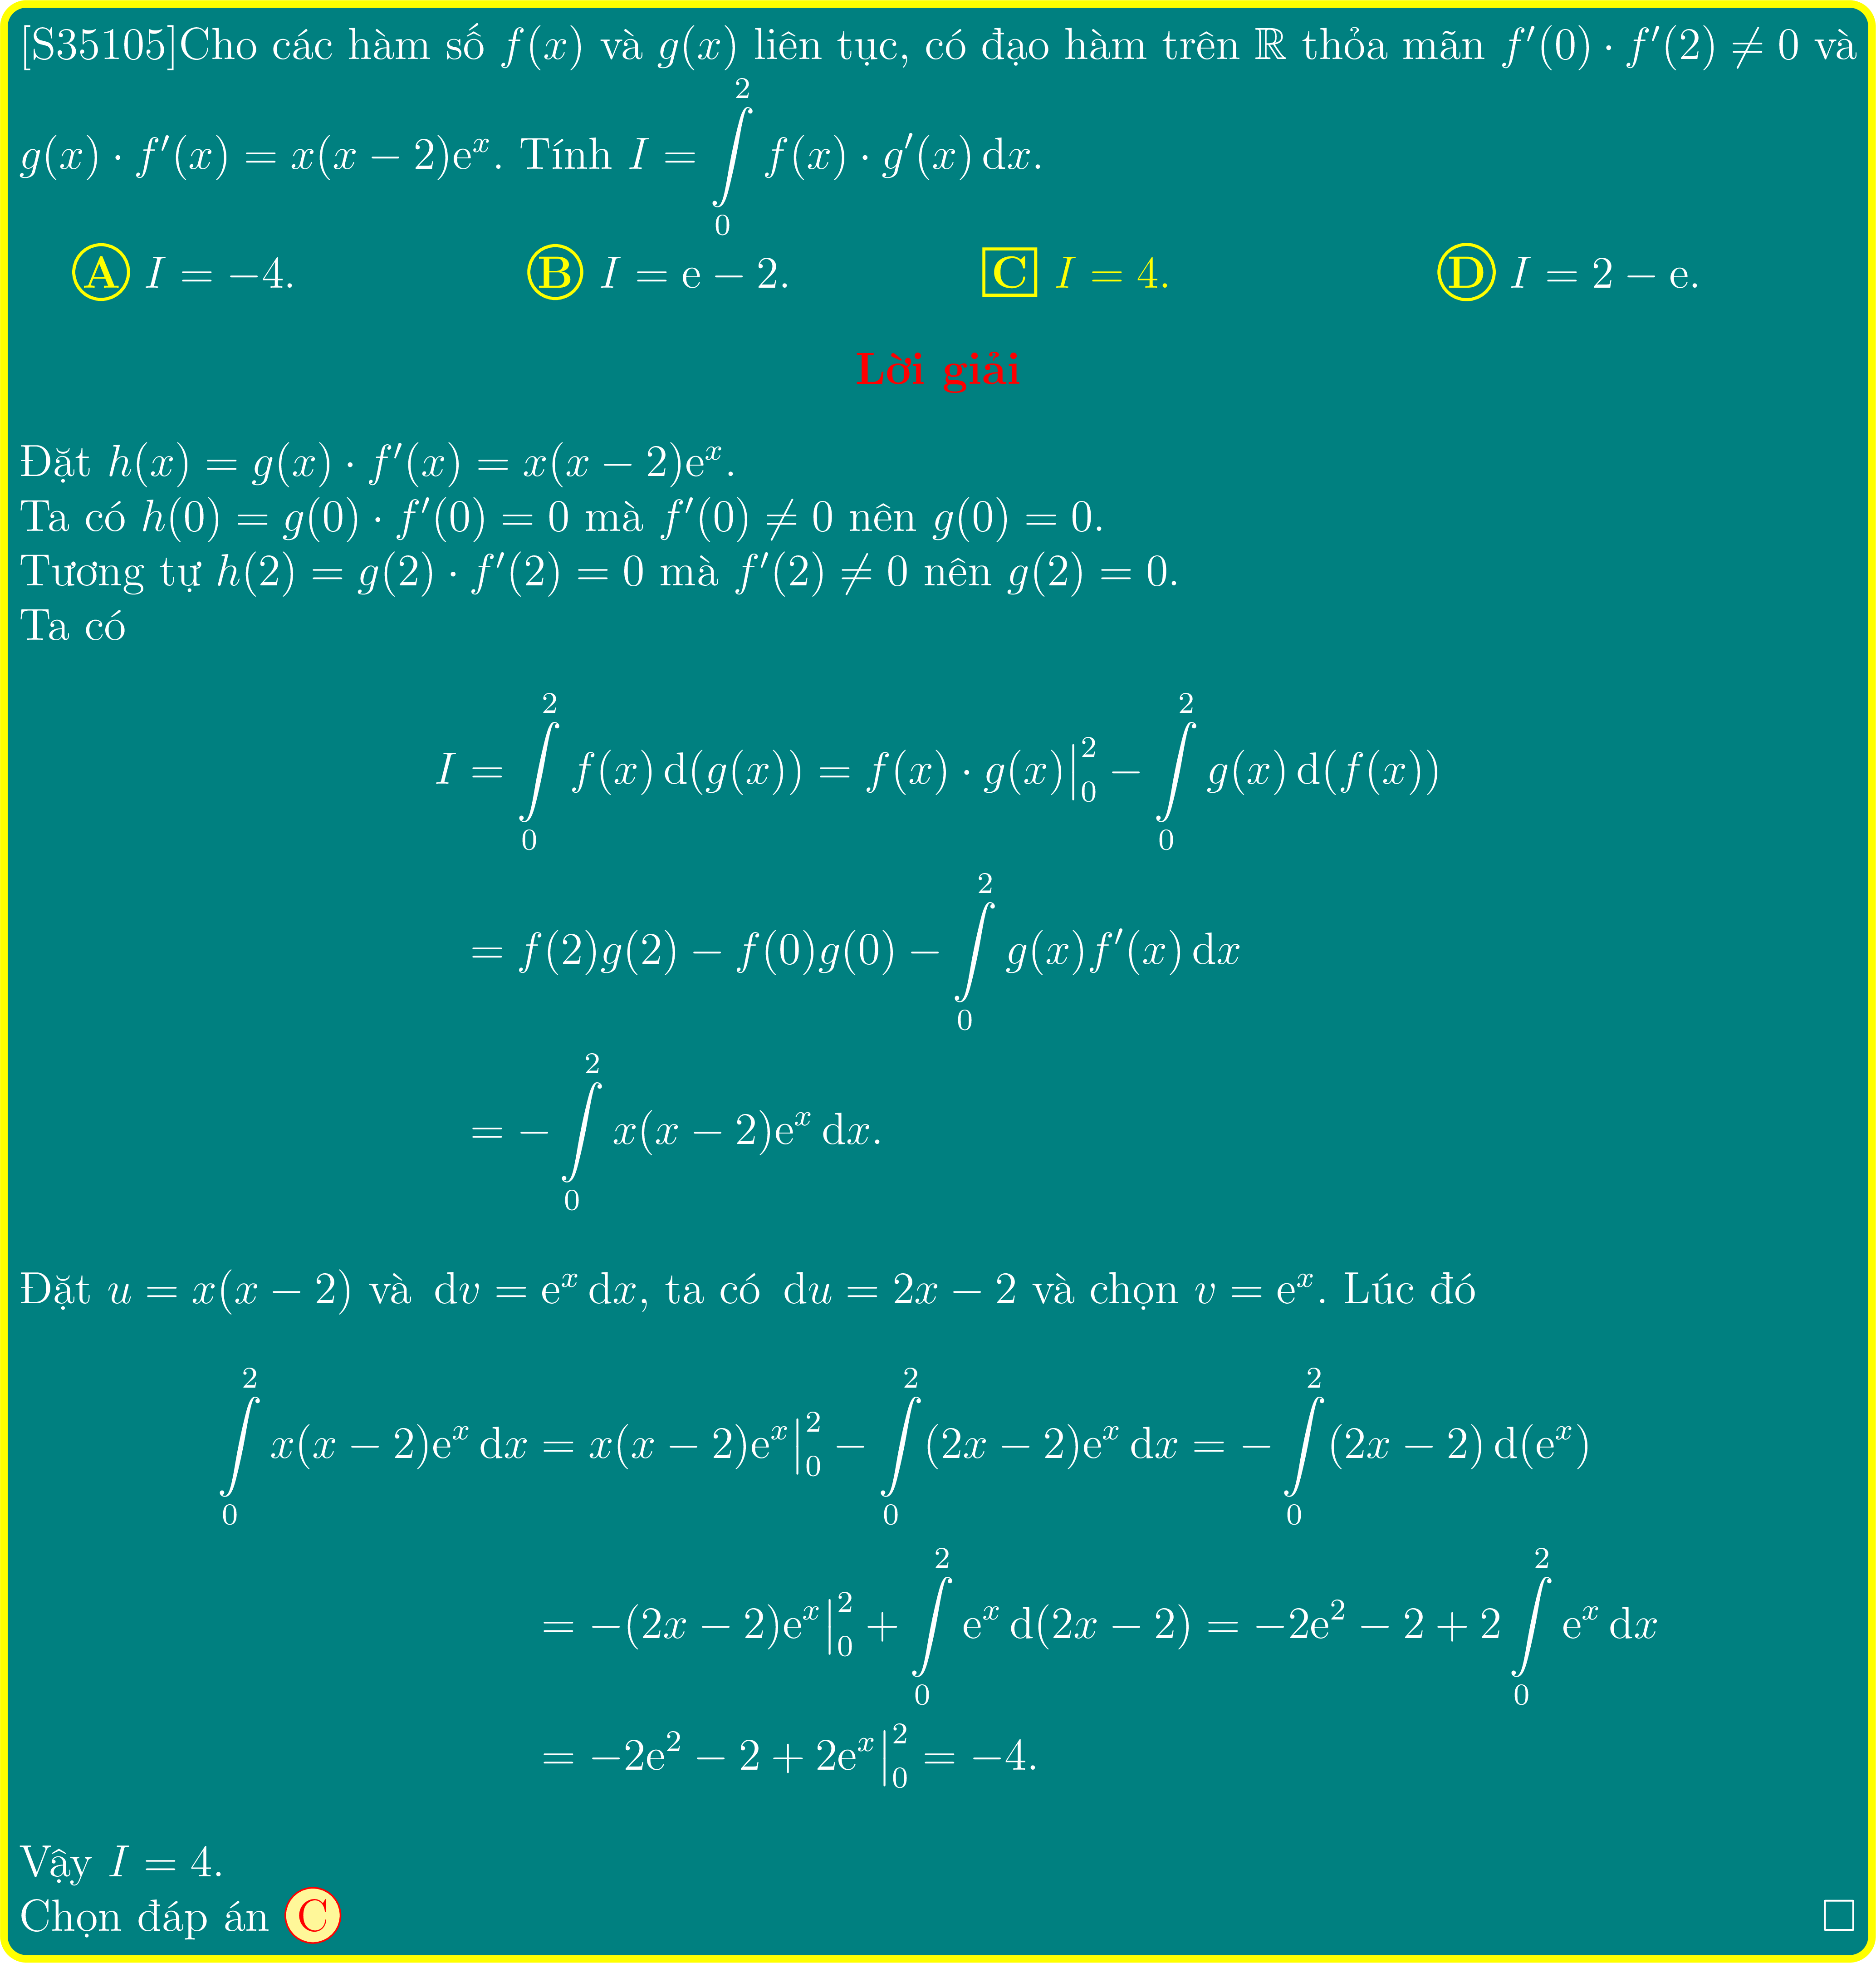 [S35105]Cho các hàm số $f(x)$ và $g(x)$ liên tục, có đạo hàm trên $\mathbb{R}$ thỏa mãn $f'(0) \cdot f'(2) \neq 0$ và
$g(x) \cdot f'(x) = x(x-2)\mathrm{e}^x$. Tính $I = \int\limits_0^2 f(x) \cdot g'(x)\,\mathrm{d}x$.
A $I = -4$. B $I = \mathrm{e} - 2$. C $I = 4$. D $I = 2 - \mathrm{e}$.
Lời giải
Đặt $h(x) = g(x) \cdot f'(x) = x(x-2)\mathrm{e}^x$.
Ta có $h(0) = g(0) \cdot f'(0) = 0$ mà $f'(0) \neq 0$ nên $g(0) = 0$.
Tương tự $h(2) = g(2) \cdot f'(2) = 0$ mà $f'(2) \neq 0$ nên $g(2) = 0$.
Ta có
$I = \int\limits_0^2 f(x)\,\mathrm{d}(g(x)) = f(x) \cdot g(x)\big|_0^2 - \int\limits_0^2 g(x)\,\mathrm{d}(f(x))$
$= f(2)g(2) - f(0)g(0) - \int\limits_0^2 g(x)f'(x)\,\mathrm{d}x$
$= -\int\limits_0^2 x(x-2)\mathrm{e}^x\,\mathrm{d}x.$
Đặt $u = x(x-2)$ và $\mathrm{d}v = \mathrm{e}^x\,\mathrm{d}x$, ta có $\mathrm{d}u = 2x - 2$ và chọn $v = \mathrm{e}^x$. Lúc đó
$\int\limits_0^2 x(x-2)\mathrm{e}^x\,\mathrm{d}x = x(x-2)\mathrm{e}^x\big|_0^2 - \int\limits_0^2 (2x-2)\mathrm{e}^x\,\mathrm{d}x = -\int\limits_0^2 (2x-2)\,\mathrm{d}(\mathrm{e}^x)$
$= -(2x-2)\mathrm{e}^x\big|_0^2 + \int\limits_0^2 \mathrm{e}^x\,\mathrm{d}(2x-2) = -2\mathrm{e}^2 - 2 + 2\int\limits_0^2 \mathrm{e}^x\,\mathrm{d}x$
$= -2\mathrm{e}^2 - 2 + 2\mathrm{e}^x\big|_0^2 = -4.$
Vậy $I = 4$.
Chọn đáp án C □